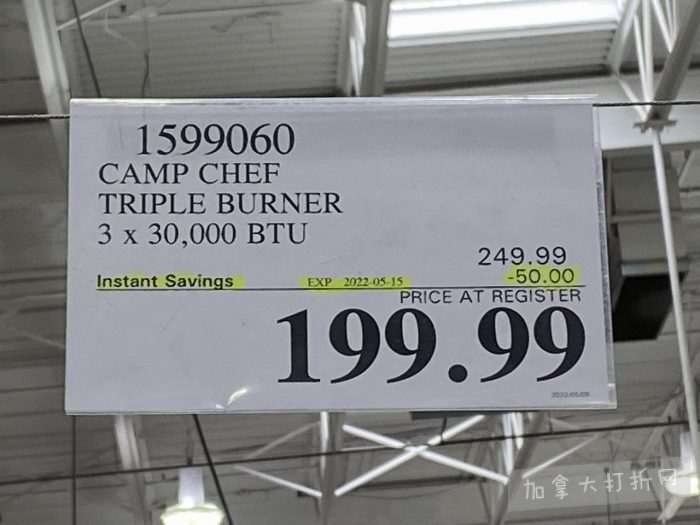 1599060
CAMP CHEF
TRIPLE BURNER
3 x 30,000 BTU
249.99
Instant Savings EXP 2022-05-15 -50.00
PRICE AT REGISTER
199.99
加拿大打折网